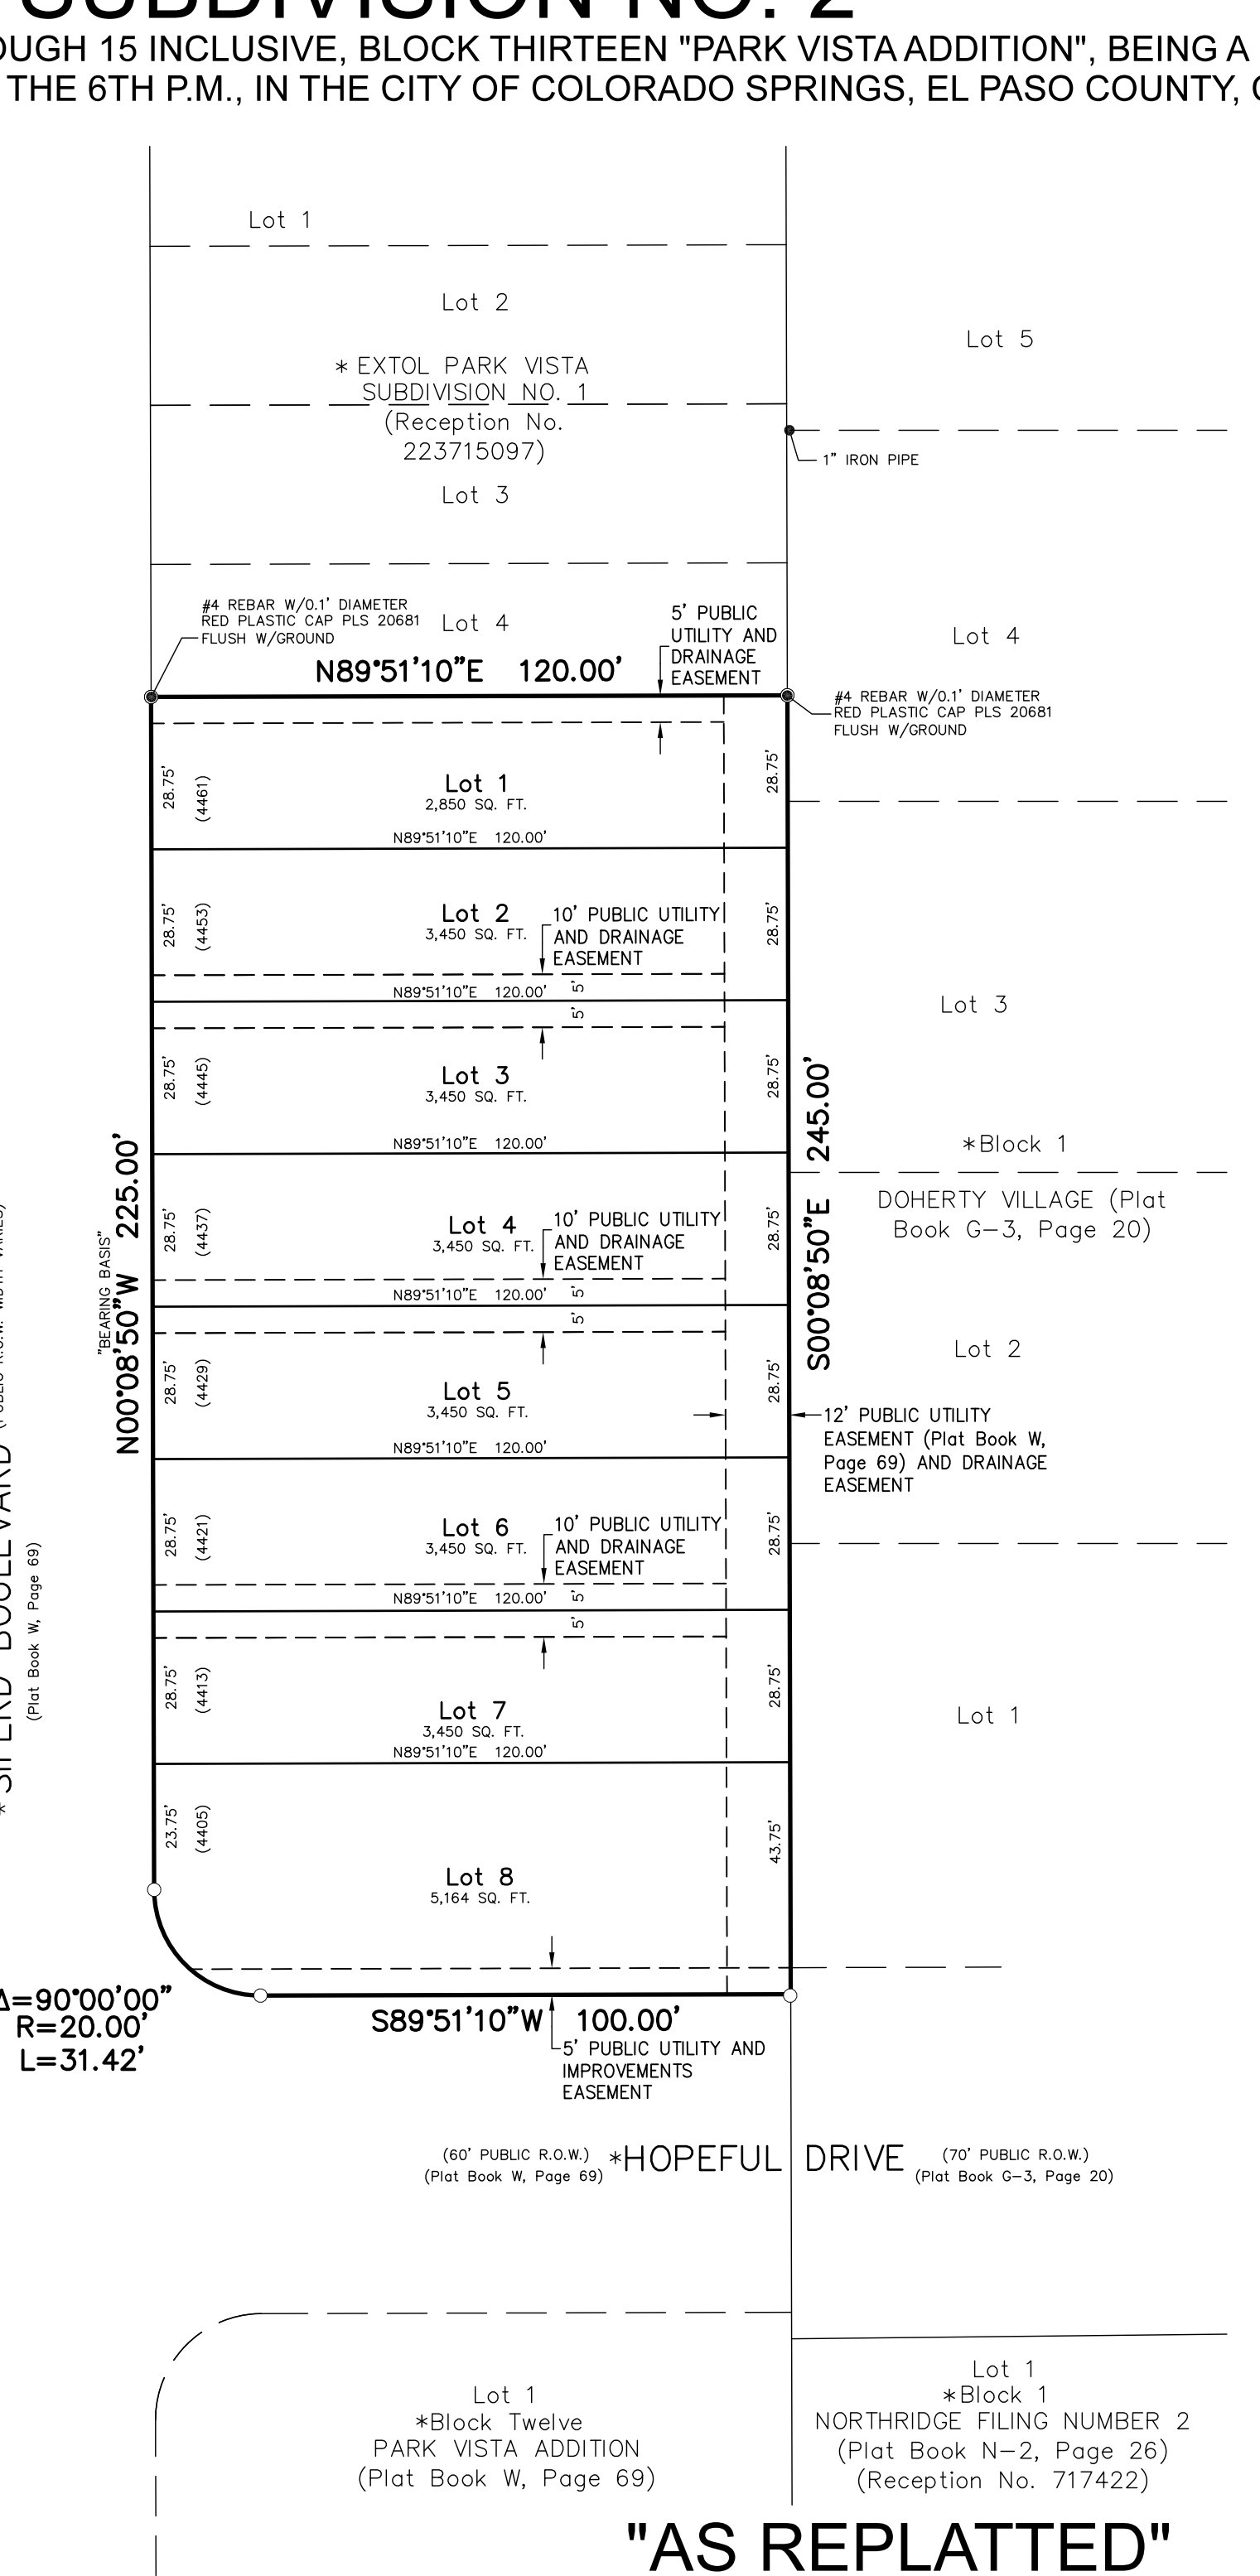 SUBDIVISION NO. 2
OUGH 15 INCLUSIVE, BLOCK THIRTEEN "PARK VISTA ADDITION", BEING A
THE 6TH P.M., IN THE CITY OF COLORADO SPRINGS, EL PASO COUNTY,
Lot 1
Lot 2
Lot 5
* EXTOL PARK VISTA
SUBDIVISION NO. 1
(Reception No.
223715097)
1" IRON PIPE
Lot 3
#4 REBAR W/0.1' DIAMETER
RED PLASTIC CAP PLS 20681
FLUSH W/GROUND
Lot 4
5' PUBLIC
UTILITY AND
DRAINAGE
EASEMENT
Lot 4
N89°51'10"E 120.00'
#4 REBAR W/0.1' DIAMETER
RED PLASTIC CAP PLS 20681
FLUSH W/GROUND
28.75'
(4461)
Lot 1
2,850 SQ. FT.
28.75'
N89°51'10"E 120.00'
28.75'
(4453)
Lot 2
3,450 SQ. FT.
10' PUBLIC UTILITY
AND DRAINAGE
EASEMENT
28.75'
N89°51'10"E 120.00'
5'
5'
Lot 3
28.75'
(4445)
Lot 3
3,450 SQ. FT.
28.75'
N89°51'10"E 120.00'
S00°08'50"E 245.00'
*Block 1
DOHERTY VILLAGE (Plat
Book G-3, Page 20)
N00°08'50"W 225.00'
"BEARING BASIS"
28.75'
(4437)
Lot 4
3,450 SQ. FT.
10' PUBLIC UTILITY
AND DRAINAGE
EASEMENT
28.75'
N89°51'10"E 120.00'
5'
5'
Lot 2
28.75'
(4429)
Lot 5
3,450 SQ. FT.
28.75'
N89°51'10"E 120.00'
12' PUBLIC UTILITY
EASEMENT (Plat Book W,
Page 69) AND DRAINAGE
EASEMENT
BOULEVARD
(Plat Book W, Page 69)
28.75'
(4421)
Lot 6
3,450 SQ. FT.
10' PUBLIC UTILITY
AND DRAINAGE
EASEMENT
28.75'
N89°51'10"E 120.00'
5'
5'
28.75'
(4413)
Lot 7
3,450 SQ. FT.
28.75'
N89°51'10"E 120.00'
Lot 1
23.75'
(4405)
Lot 8
5,164 SQ. FT.
43.75'
Δ=90°00'00"
R=20.00'
L=31.42'
S89°51'10"W 100.00'
5' PUBLIC UTILITY AND
IMPROVEMENTS
EASEMENT
(60' PUBLIC R.O.W.)
(Plat Book W, Page 69)
*HOPEFUL DRIVE
(70' PUBLIC R.O.W.)
(Plat Book G-3, Page 20)
Lot 1
*Block Twelve
PARK VISTA ADDITION
(Plat Book W, Page 69)
Lot 1
*Block 1
NORTHRIDGE FILING NUMBER 2
(Plat Book N-2, Page 26)
(Reception No. 717422)
"AS REPLATTED"